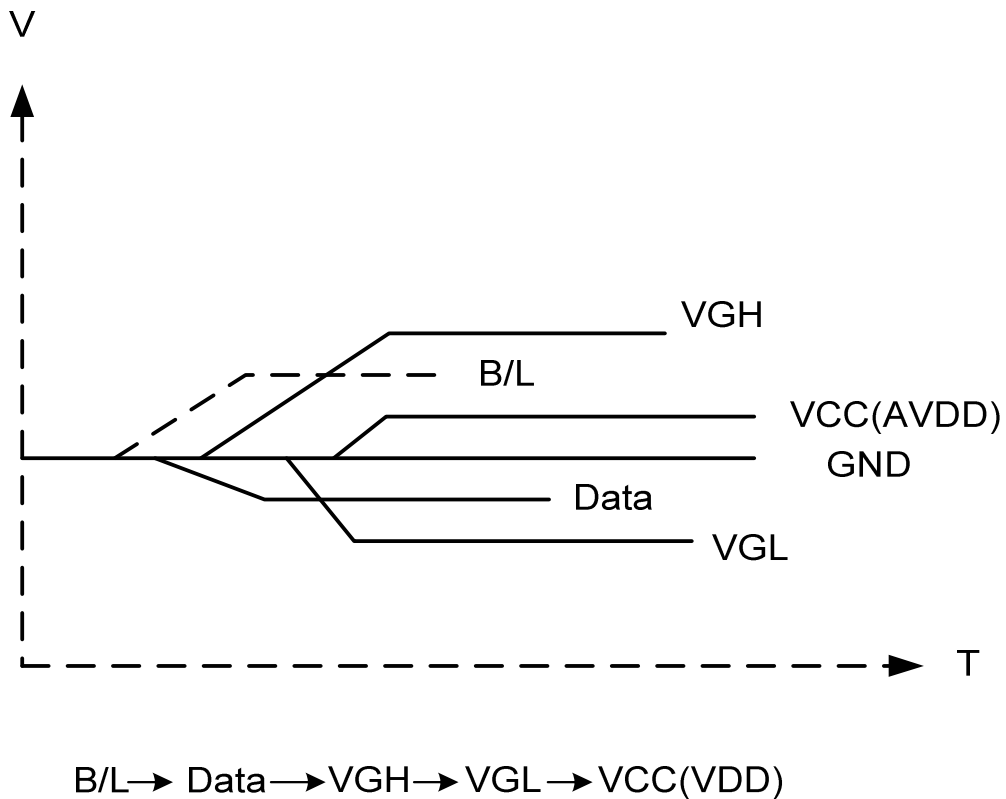 V
VGH
B/L
VCC(AVDD)
GND
Data
VGL
T
B/L→ Data→VGH→VGL→VCC(VDD)